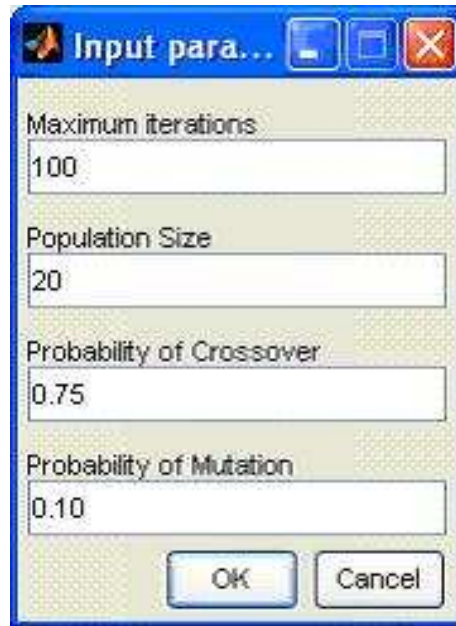 Input para...
Maximum iterations
100
Population Size
20
Probability of Crossover
0.75
Probability of Mutation
0.10
OK Cancel